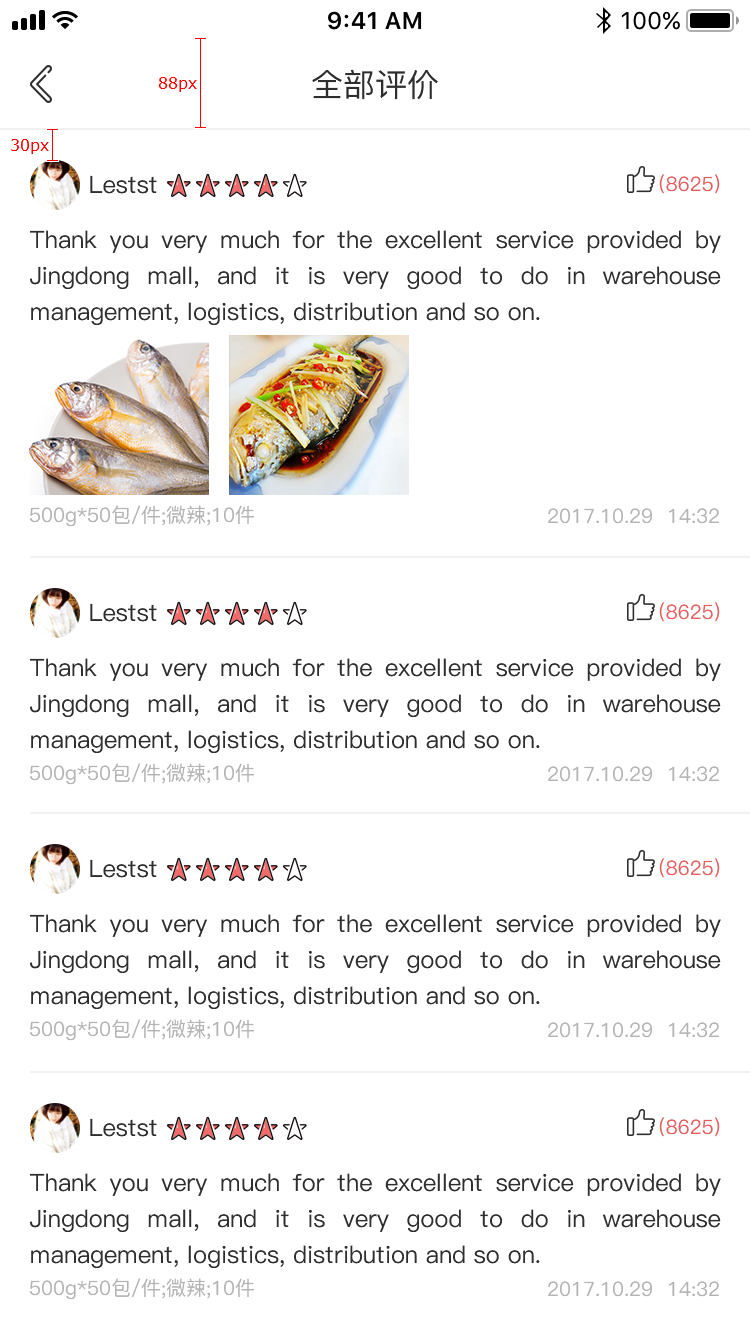 9:41 AM 100%
88px
全部评价
30px
Lestst (8625)
Thank you very much for the excellent service provided by
Jingdong mall, and it is very good to do in warehouse
management, logistics, distribution and so on.
500g*50包/件;微辣;10件 2017.10.29 14:32
Lestst (8625)
Thank you very much for the excellent service provided by
Jingdong mall, and it is very good to do in warehouse
management, logistics, distribution and so on.
500g*50包/件;微辣;10件 2017.10.29 14:32
Lestst (8625)
Thank you very much for the excellent service provided by
Jingdong mall, and it is very good to do in warehouse
management, logistics, distribution and so on.
500g*50包/件;微辣;10件 2017.10.29 14:32
Lestst (8625)
Thank you very much for the excellent service provided by
Jingdong mall, and it is very good to do in warehouse
management, logistics, distribution and so on.
500g*50包/件;微辣;10件 2017.10.29 14:32